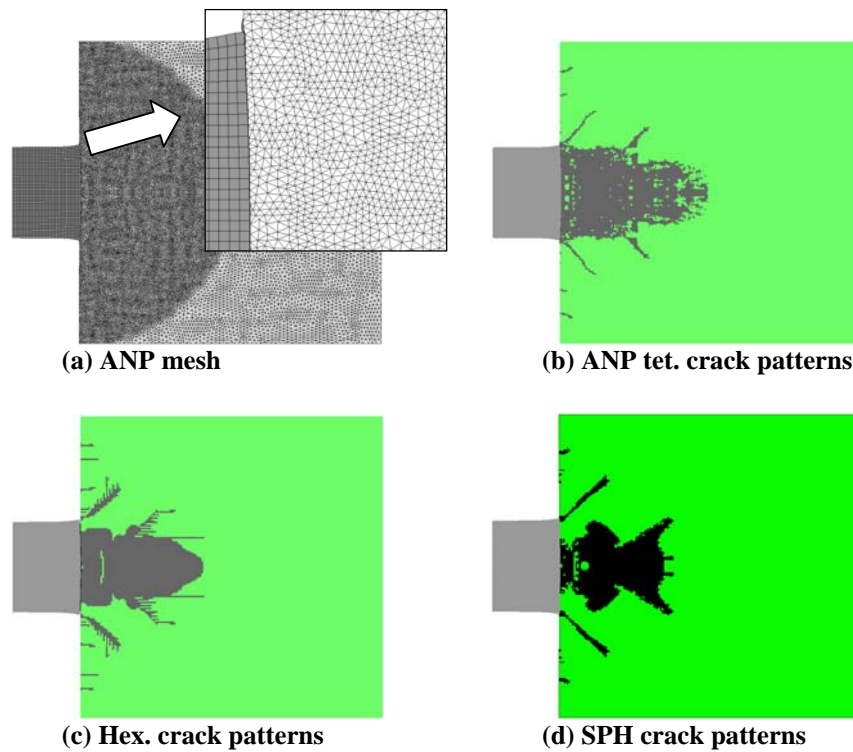 (a) ANP mesh
(b) ANP tet. crack patterns
(c) Hex. crack patterns
(d) SPH crack patterns